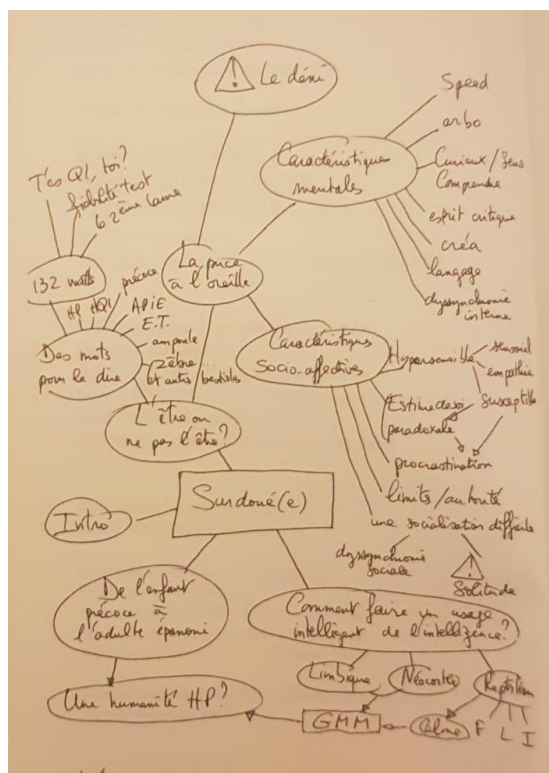 ⚠ Le déni
Speed
arbo
Curieux / Sens
Comprendre
esprit critique
créa
langage
dyssynchronie
interne
Caractéristiques
mentales
T'es QI, toi?
fiabilité test
2ème lame
132 watts
La puce
à l'oreille
HP
HQI
précoce
APIE
E.T.
ampoule
zèbre...
et autres bestioles
Des mots
pour le dire
L'être ou
ne pas l'être?
Caractéristiques
Socio-affectives
Hypersensible
sensoriel
empathie
susceptible
Estime de soi
paradoxale
procrastination
limites / autorité
une socialisation difficile
dyssynchronie
sociale
⚠
Solitude
Surdoué(e)
Intro
De l'enfant
précoce à
l'adulte épanoui
Comment faire un usage
intelligent de l'intelligence?
Limbique
Néocortex
Reptilien
Une humanité HP?
GMM
Calme
F
L
I